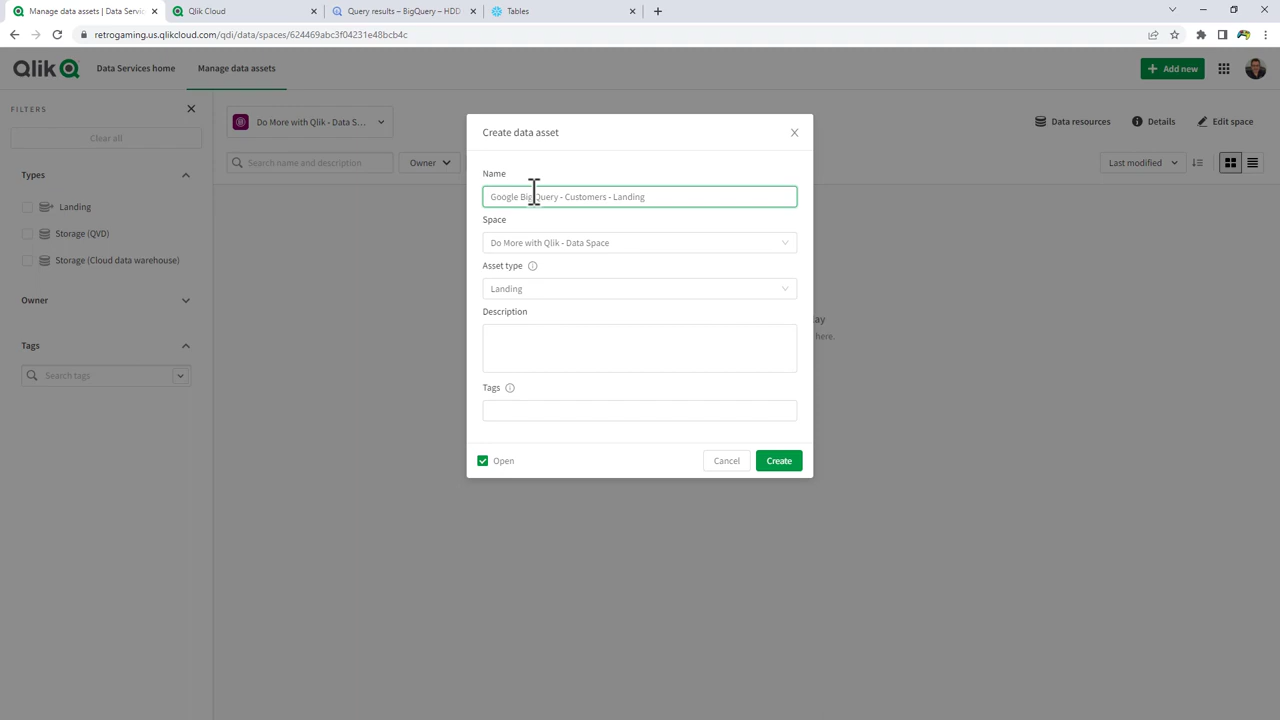 Manage data assets | Data Servi
Qlik Cloud
Query results – BigQuery – HDD
Tables
retrogaming.us.qlikcloud.com/qdi/data/spaces/624469abc3f04231e48bcb4c
Qlik
Data Services home
Manage data assets
Add new
FILTERS
Clear all
Types
Landing
Storage (QVD)
Storage (Cloud data warehouse)
Owner
Tags
Search tags
Do More with Qlik - Data S...
Data resources
Details
Edit space
Search name and description
Owner
Last modified
Create data asset
Name
Google BigQuery - Customers - Landing
Space
Do More with Qlik - Data Space
Asset type
Landing
Description
Tags
Open
Cancel
Create
here.